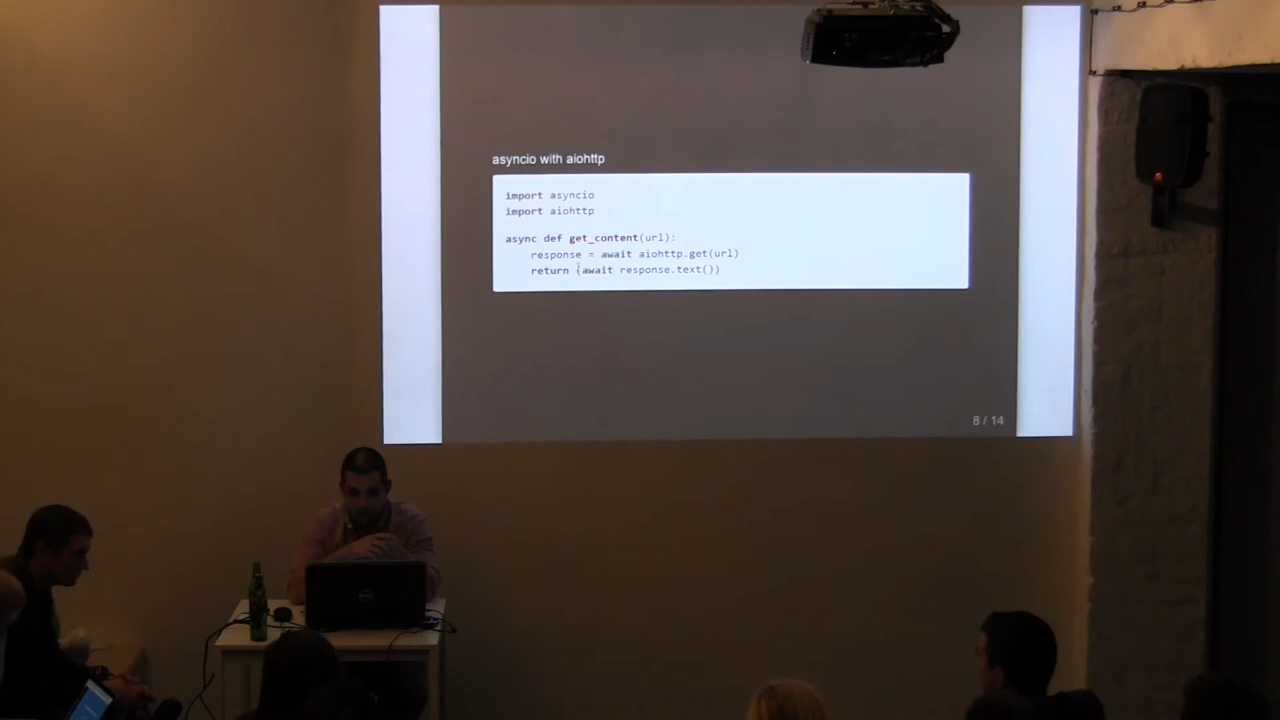 asyncio with aiohttp
import asyncio
import aiohttp
async def get_content(url):
response = await aiohttp.get(url)
return (await response.text())
8 / 14
DELL